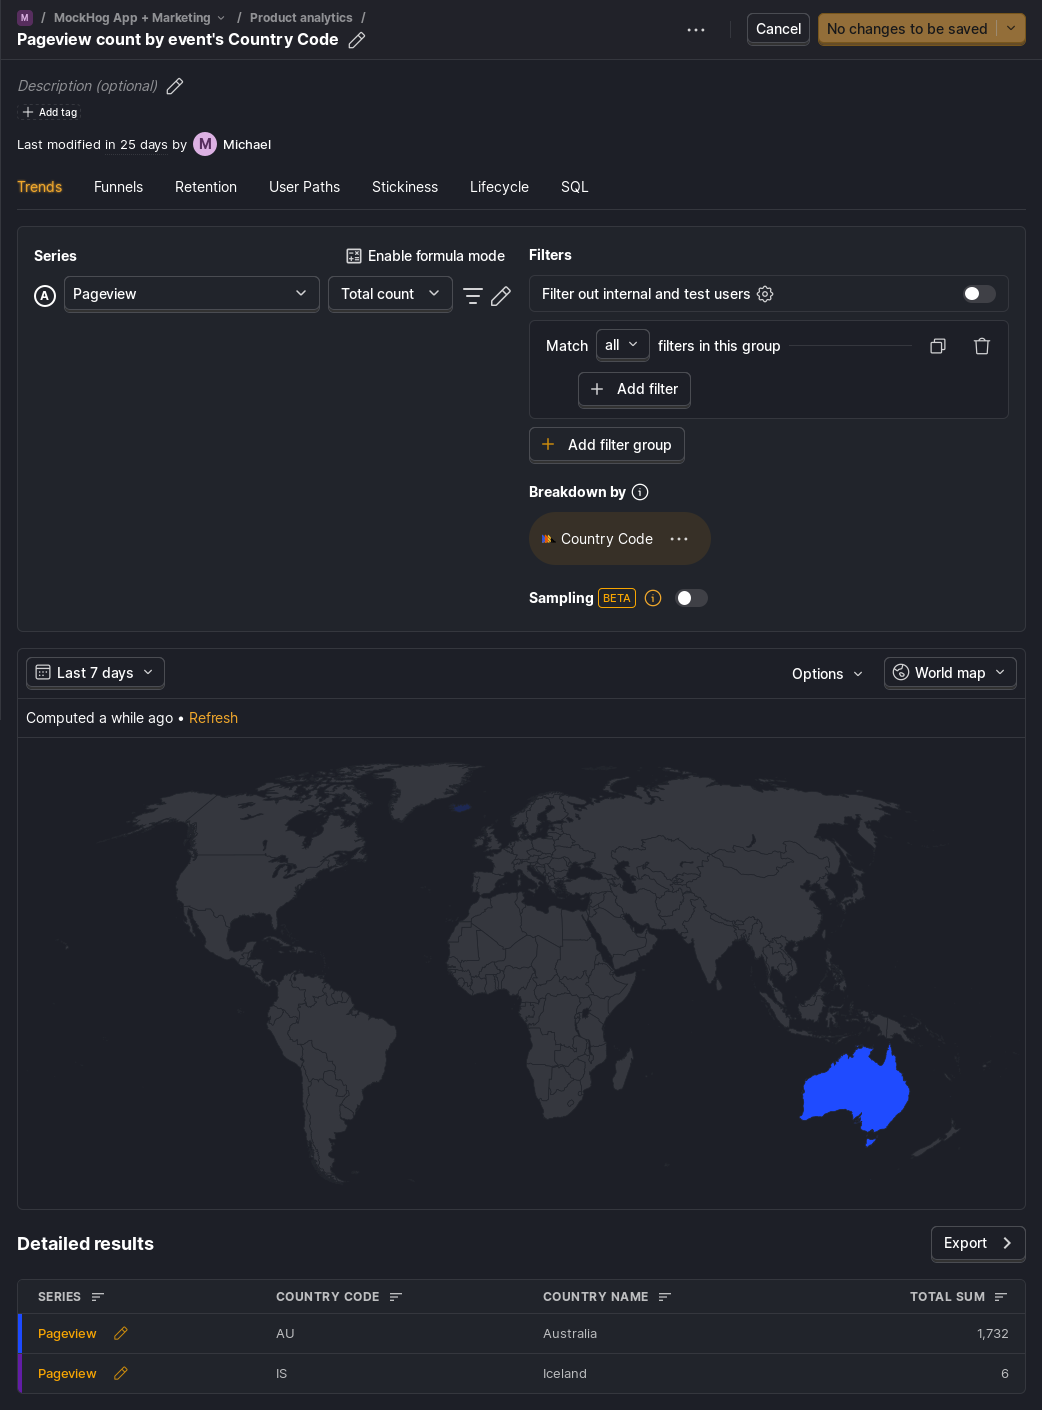 M / MockHog App + Marketing / Product analytics /
Pageview count by event's Country Code
Cancel
No changes to be saved
Description (optional)
Add tag
Last modified in 25 days by M Michael
Trends Funnels Retention User Paths Stickiness Lifecycle SQL
Series
Enable formula mode
A Pageview Total count
Filters
Filter out internal and test users
Match all filters in this group
Add filter
Add filter group
Breakdown by
Country Code
Sampling BETA
Last 7 days
Options
World map
Computed a while ago • Refresh
Detailed results
Export
SERIES COUNTRY CODE COUNTRY NAME TOTAL SUM
Pageview AU Australia 1,732
Pageview IS Iceland 6